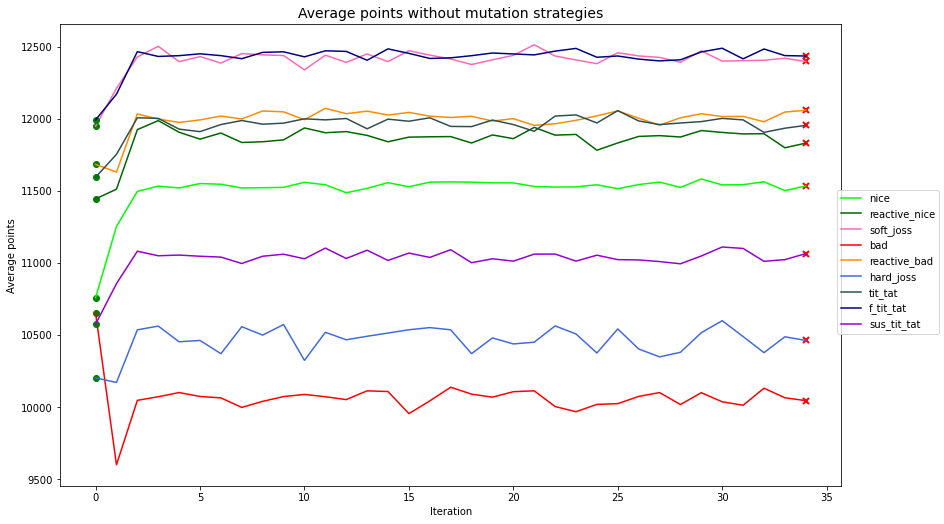 Average points without mutation strategies
Average points
12500
12000
11500
11000
10500
10000
9500
0
5
10
15
20
25
30
35
Iteration
nice
reactive_nice
soft_joss
bad
reactive_bad
hard_joss
tit_tat
f_tit_tat
sus_tit_tat